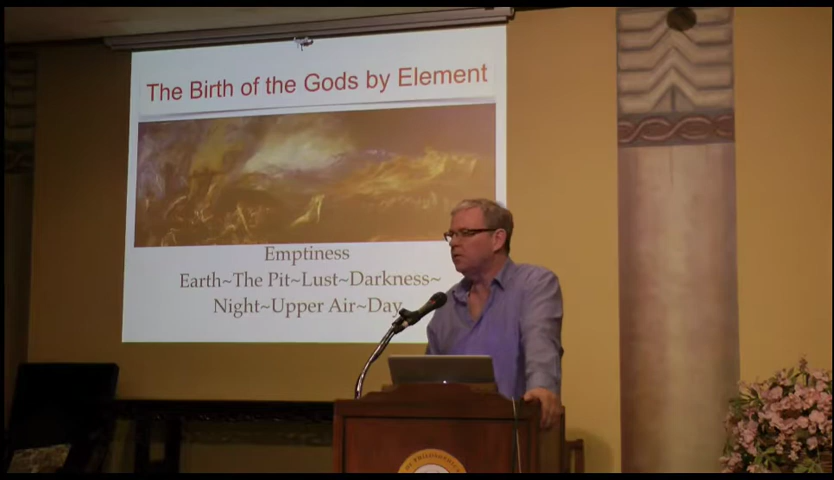 The Birth of the Gods by Element
Emptiness
Earth~The Pit~Lust~Darkness~
Night~Upper Air~Day